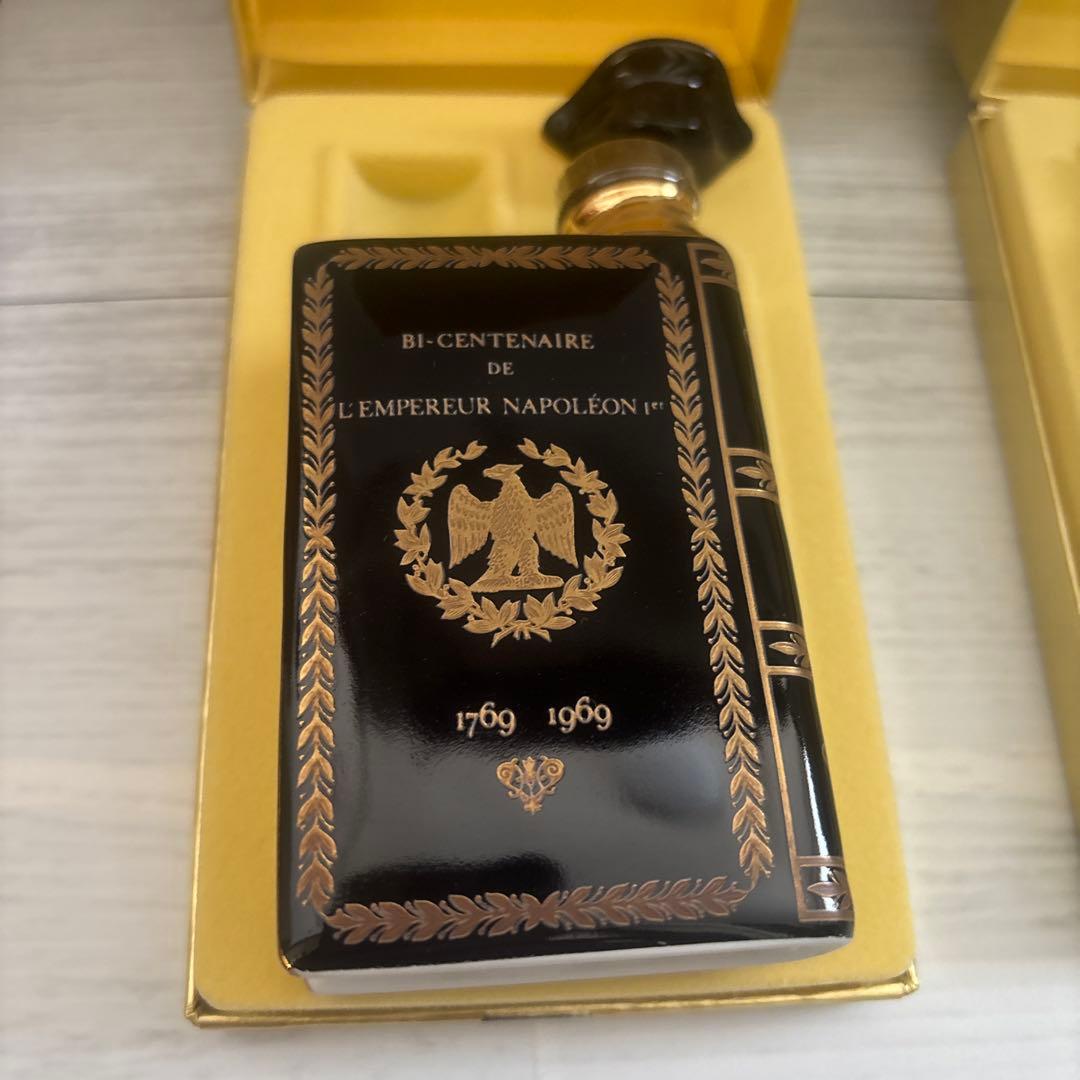 BI-CENTENAIRE
DE
L'EMPEREUR NAPOLÉON Ier
1769 1969